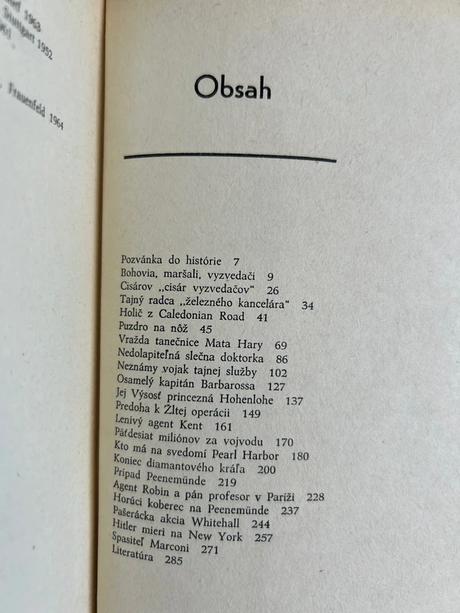 1968
Stuttgart 1952
961
Frauenfeld 1964
Obsah
Pozvánka do histórie 7
Bohovia, maršali, vyzvedači 9
Cisárov ,,cisár vyzvedačov“ 26
Tajný radca ,,železného kancelára“ 34
Holič z Caledonian Road 41
Puzdro na nôž 45
Vražda tanečnice Mata Hary 69
Nedolapiteľná slečna doktorka 86
Neznámy vojak tajnej služby 102
Osamelý kapitán Barbarossa 127
Jej Výsosť princezná Hohenlohe 137
Predohra k Žltej operácii 149
Lenivý agent Kent 161
Päťdesiat miliónov za vojvodu 170
Kto má na svedomí Pearl Harbor 180
Koniec diamantového kráľa 200
Prípad Peenemünde 219
Agent Robin a pán profesor v Paríži 228
Horúci koberec na Peenemünde 237
Pašerácka akcia Whitehall 244
Hitler mieri na New York 257
Spasiteľ Marconi 271
Literatúra 285